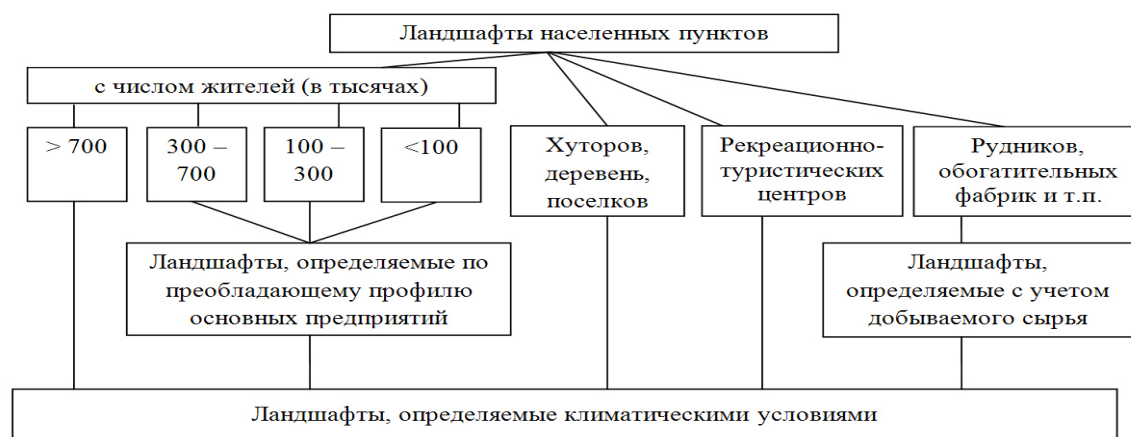 Ландшафты населенных пунктов
с числом жителей (в тысячах)
> 700
300 –
700
100 –
300
<100
Хуторов,
деревень,
поселков
Рекреационно-
туристических
центров
Рудников,
обогатительных
фабрик и т.п.
Ландшафты, определяемые по
преобладающему профилю
основных предприятий
Ландшафты,
определяемые с учетом
добываемого сырья
Ландшафты, определяемые климатическими условиями